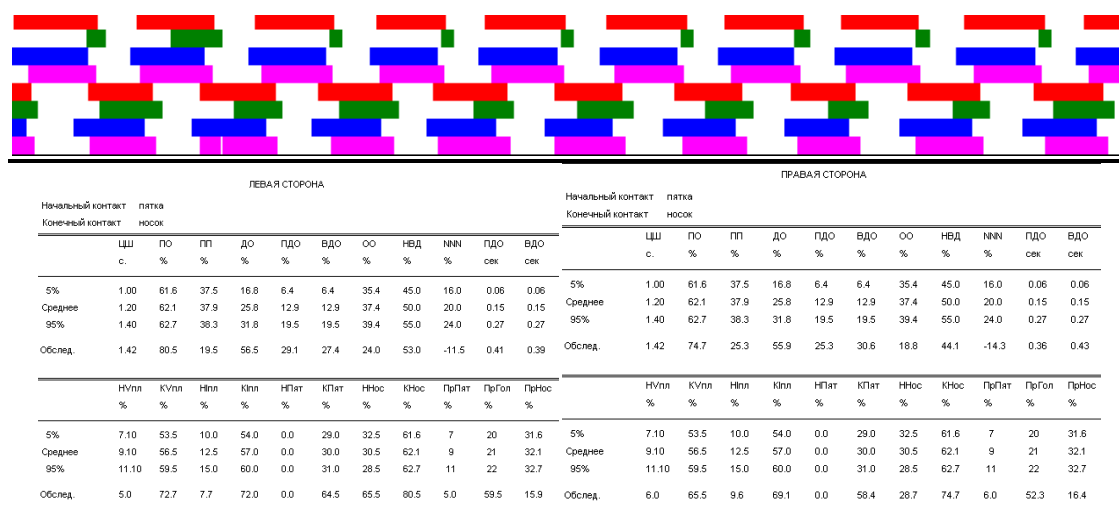 ЛЕВАЯ СТОРОНА
Начальный контакт пятка
Конечный контакт носок
ЦШ ПО ПП ДО ПДО ВДО ОО НВД NNN ПДО ВДО
с. % % % % % % % % сек сек
5% 1.00 61.6 37.5 16.8 6.4 6.4 35.4 45.0 16.0 0.06 0.06
Среднее 1.20 62.1 37.9 25.8 12.9 12.9 37.4 50.0 20.0 0.15 0.15
95% 1.40 62.7 38.3 31.8 19.5 19.5 39.4 55.0 24.0 0.27 0.27
Обслед. 1.42 80.5 19.5 56.5 29.1 27.4 24.0 53.0 -11.5 0.41 0.39
НVпл КVпл НIпл КIпл НПят КПят ННос КНос ПрПят ПрГол ПрНос
% % % % % % % % % % %
5% 7.10 53.5 10.0 54.0 0.0 29.0 32.5 61.6 7 20 31.6
Среднее 9.10 56.5 12.5 57.0 0.0 30.0 30.5 62.1 9 21 32.1
95% 11.10 59.5 15.0 60.0 0.0 31.0 28.5 62.7 11 22 32.7
Обслед. 5.0 72.7 7.7 72.0 0.0 64.5 65.5 80.5 5.0 59.5 15.9
ПРАВАЯ СТОРОНА
Начальный контакт пятка
Конечный контакт носок
ЦШ ПО ПП ДО ПДО ВДО ОО НВД NNN ПДО ВДО
с. % % % % % % % % сек сек
5% 1.00 61.6 37.5 16.8 6.4 6.4 35.4 45.0 16.0 0.06 0.06
Среднее 1.20 62.1 37.9 25.8 12.9 12.9 37.4 50.0 20.0 0.15 0.15
95% 1.40 62.7 38.3 31.8 19.5 19.5 39.4 55.0 24.0 0.27 0.27
Обслед. 1.42 74.7 25.3 55.9 25.3 30.6 18.8 44.1 -14.3 0.36 0.43
НVпл КVпл НIпл КIпл НПят КПят ННос КНос ПрПят ПрГол ПрНос
% % % % % % % % % % %
5% 7.10 53.5 10.0 54.0 0.0 29.0 32.5 61.6 7 20 31.6
Среднее 9.10 56.5 12.5 57.0 0.0 30.0 30.5 62.1 9 21 32.1
95% 11.10 59.5 15.0 60.0 0.0 31.0 28.5 62.7 11 22 32.7
Обслед. 6.0 65.5 9.6 69.1 0.0 58.4 28.7 74.7 6.0 52.3 16.4